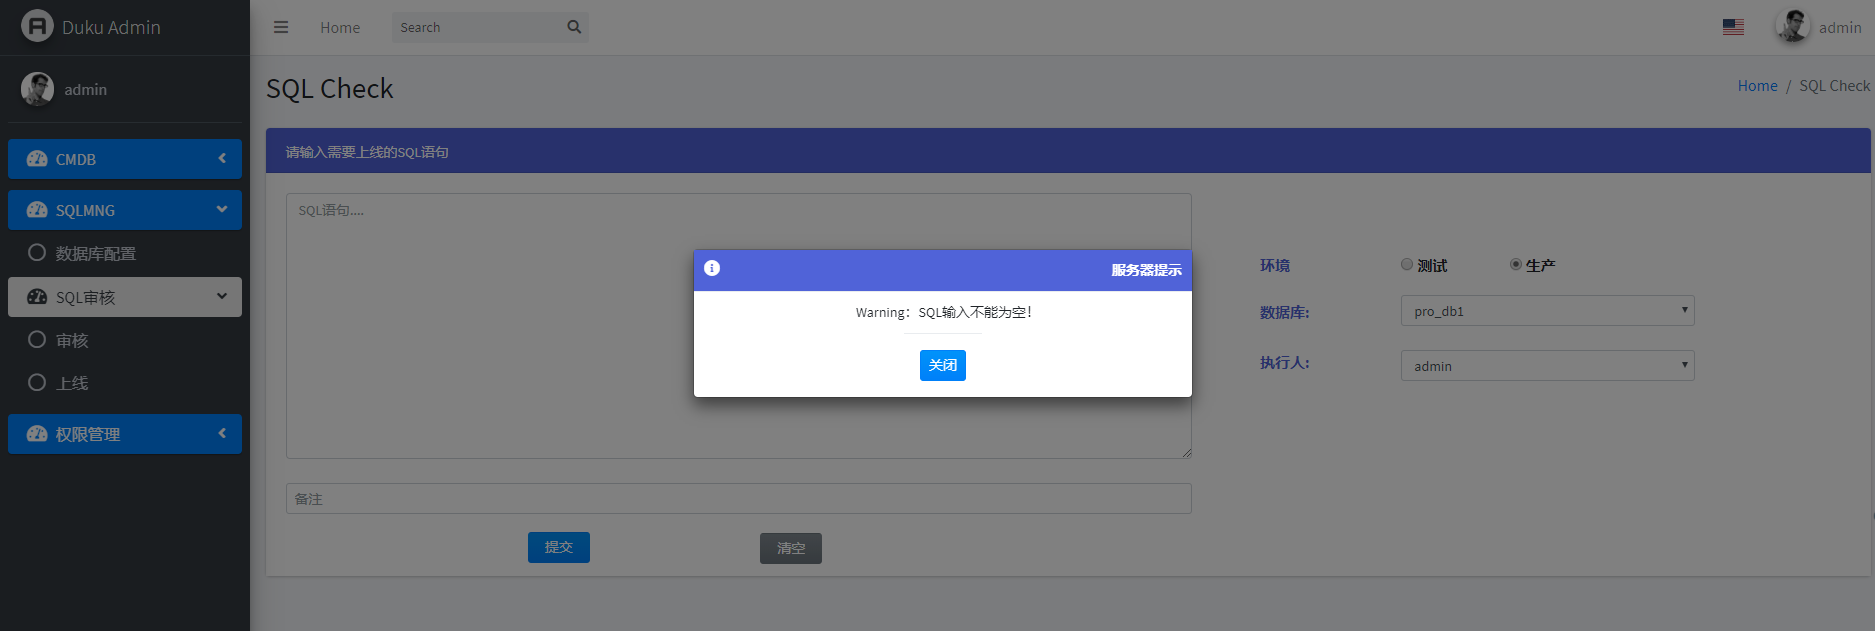 Duku Admin
Home
Search
admin
admin
SQL Check
Home / SQL Check
CMDB
SQLMNG
数据库配置
SQL审核
审核
上线
权限管理
请输入需要上线的SQL语句
SQL语句....
服务器提示
Warning：SQL输入不能为空！
关闭
环境
测试
生产
数据库:
pro_db1
执行人:
admin
备注
提交
清空